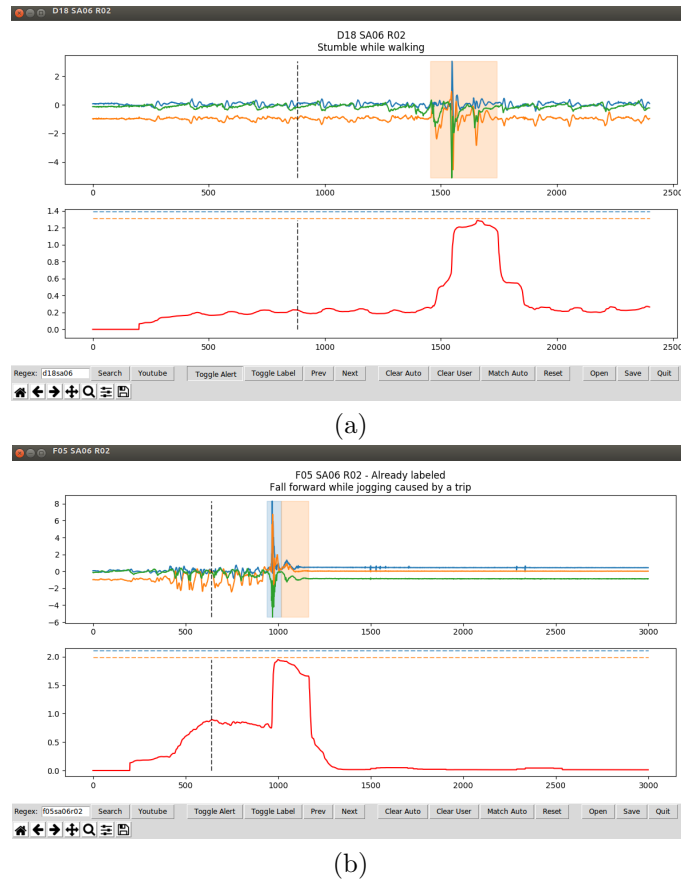 D18 SA06 R02
D18 SA06 R02
Stumble while walking
2
0
−2
−4
0 500 1000 1500 2000 2500
1.4
1.2
1.0
0.8
0.6
0.4
0.2
0.0
0 500 1000 1500 2000 2500
Regex: d18sa06 Search Youtube Toggle Alert Toggle Label Prev Next Clear Auto Clear User Match Auto Reset Open Save Quit
(a)
F05 SA06 R02
F05 SA06 R02 - Already labeled
Fall forward while jogging caused by a trip
8
6
4
2
0
−2
−4
−6
0 500 1000 1500 2000 2500 3000
2.0
1.5
1.0
0.5
0.0
0 500 1000 1500 2000 2500 3000
Regex: f05sa06r02 Search Youtube Toggle Alert Toggle Label Prev Next Clear Auto Clear User Match Auto Reset Open Save Quit
(b)